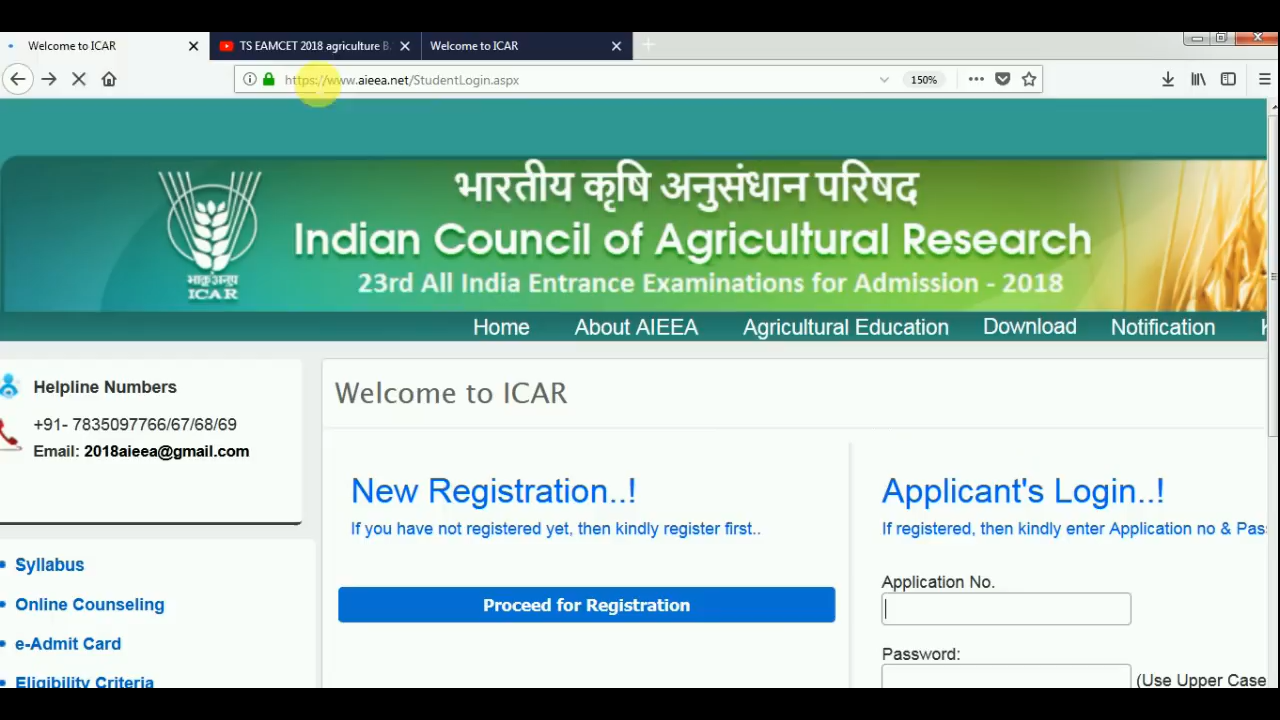 Welcome to ICAR
TS EAMCET 2018 agriculture B
Welcome to ICAR
https://www.aieea.net/StudentLogin.aspx
150%
भारतीय कृषि अनुसंधान परिषद
Indian Council of Agricultural Research
23rd All India Entrance Examinations for Admission - 2018
भाकृअनुप
ICAR
Home
About AIEEA
Agricultural Education
Download
Notification
Helpline Numbers
+91- 7835097766/67/68/69
Email: 2018aieea@gmail.com
Welcome to ICAR
New Registration..!
If you have not registered yet, then kindly register first..
Proceed for Registration
Applicant's Login..!
If registered, then kindly enter Application no & Pas
Application No.
Password:
(Use Upper Case
Syllabus
Online Counseling
e-Admit Card
Eligibility Criteria